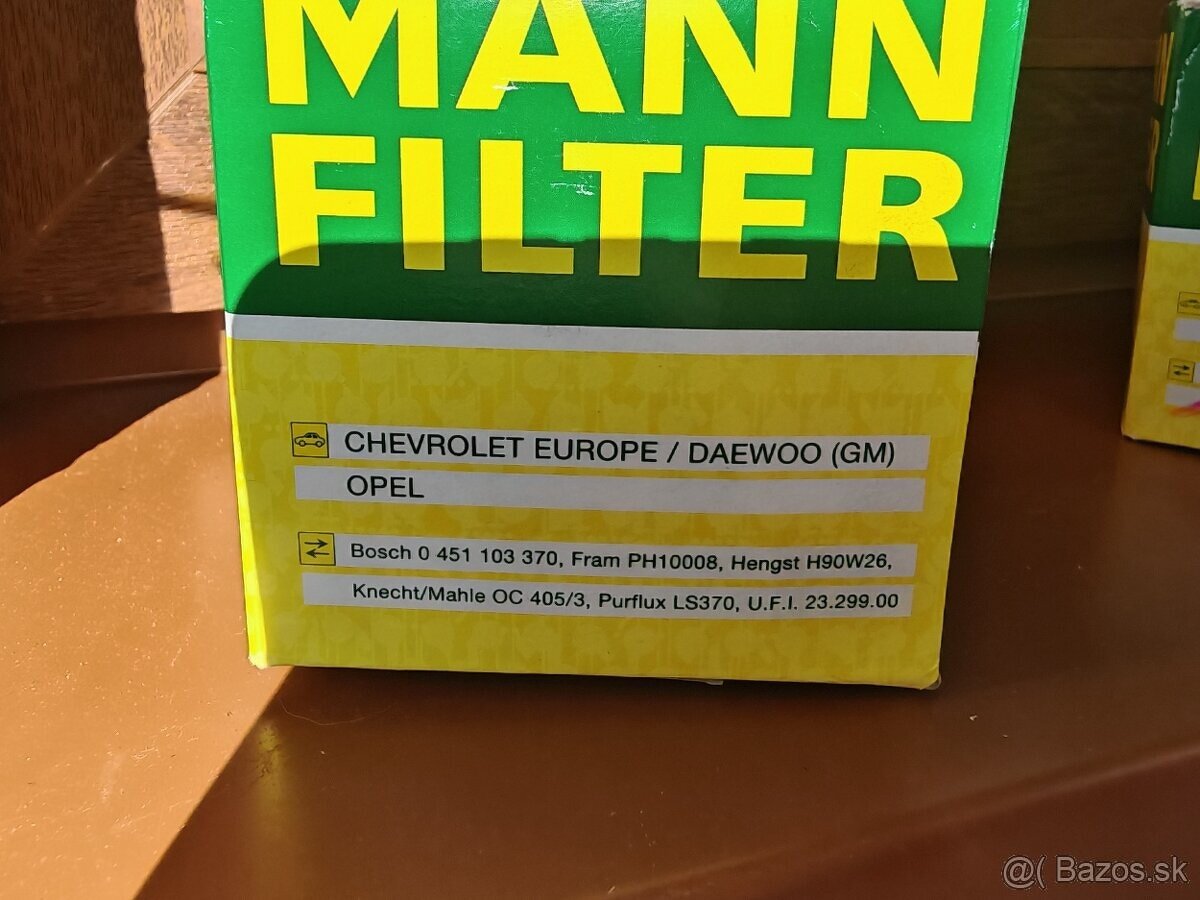 MANN
FILTER
CHEVROLET EUROPE / DAEWOO (GM)
OPEL
Bosch 0 451 103 370, Fram PH10008, Hengst H90W26,
Knecht/Mahle OC 405/3, Purflux LS370, U.F.I. 23.299.00
@( Bazos.sk